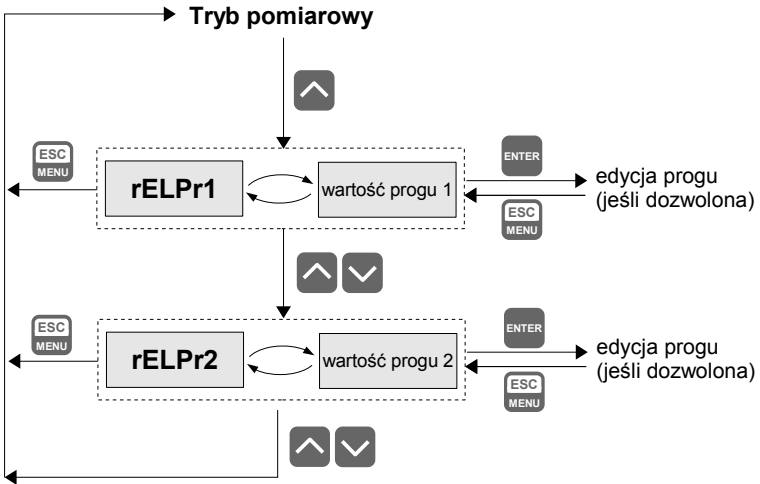 Tryb pomiarowy
ESC
MENU
rELPr1
wartość progu 1
ENTER
edycja progu
(jeśli dozwolona)
ESC
MENU
ESC
MENU
rELPr2
wartość progu 2
ENTER
edycja progu
(jeśli dozwolona)
ESC
MENU